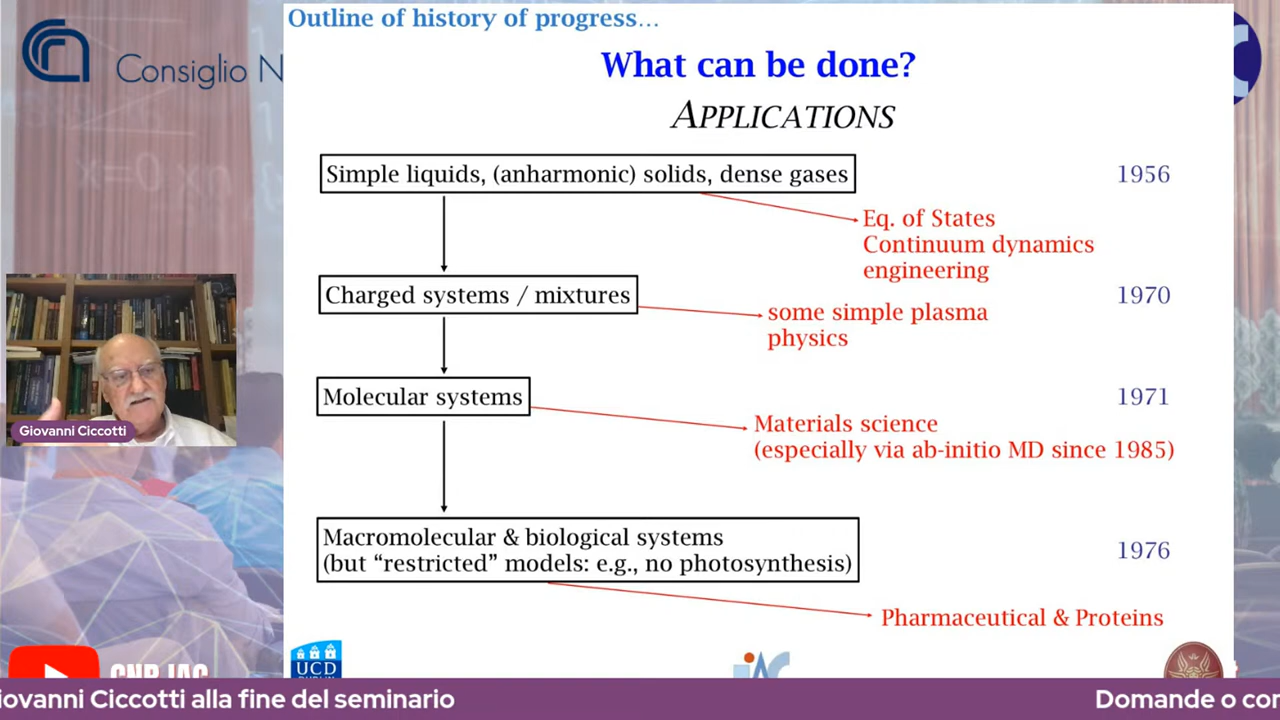 Outline of history of progress...
Consiglio N
What can be done?
APPLICATIONS
Simple liquids, (anharmonic) solids, dense gases
1956
Eq. of States
Continuum dynamics
engineering
Charged systems / mixtures
1970
some simple plasma
physics
Molecular systems
1971
Materials science
(especially via ab-initio MD since 1985)
Giovanni Ciccotti
Macromolecular & biological systems
(but “restricted” models: e.g., no photosynthesis)
1976
Pharmaceutical & Proteins
UCD
CNR IAC
iovanni Ciccotti alla fine del seminario
Domande o con